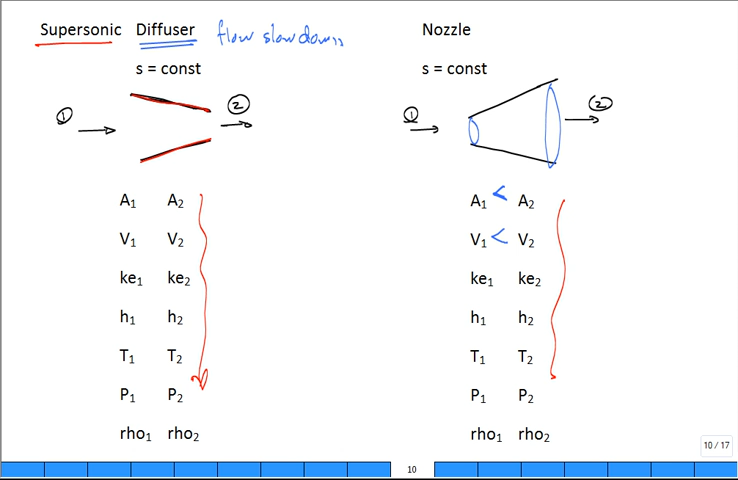 Supersonic Diffuser flow slow down
s = const
① ②
A₁ A₂
V₁ V₂
ke₁ ke₂
h₁ h₂
T₁ T₂
P₁ P₂
rho₁ rho₂
Nozzle
s = const
① ②
A₁ < A₂
V₁ < V₂
ke₁ ke₂
h₁ h₂
T₁ T₂
P₁ P₂
rho₁ rho₂
10 / 17
10